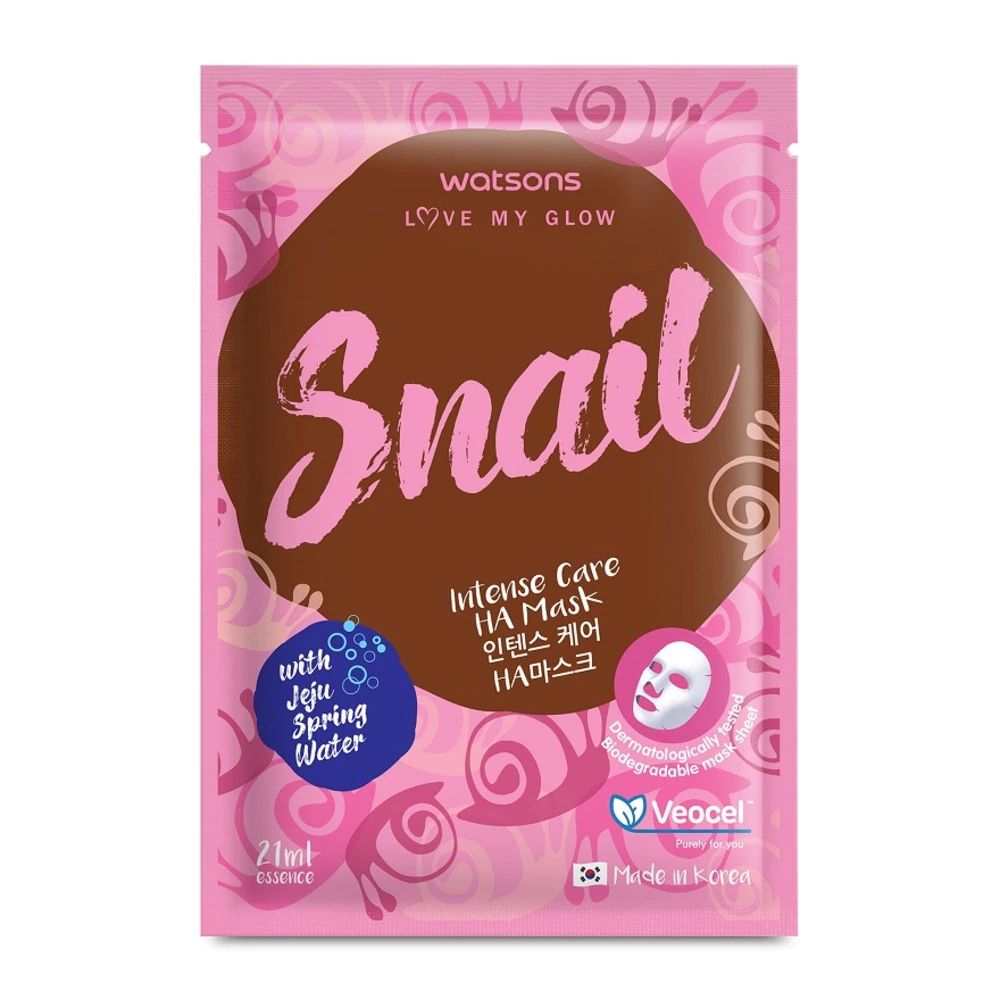 watsons
LOVE MY GLOW
Snail
Intense Care
HA Mask
인텐스 케어
HA마스크
with
Jeju
Spring
Water
Dermatologically tested
Biodegradable mask sheet
Veocel™
Purely for you
21ml
essence
Made in Korea